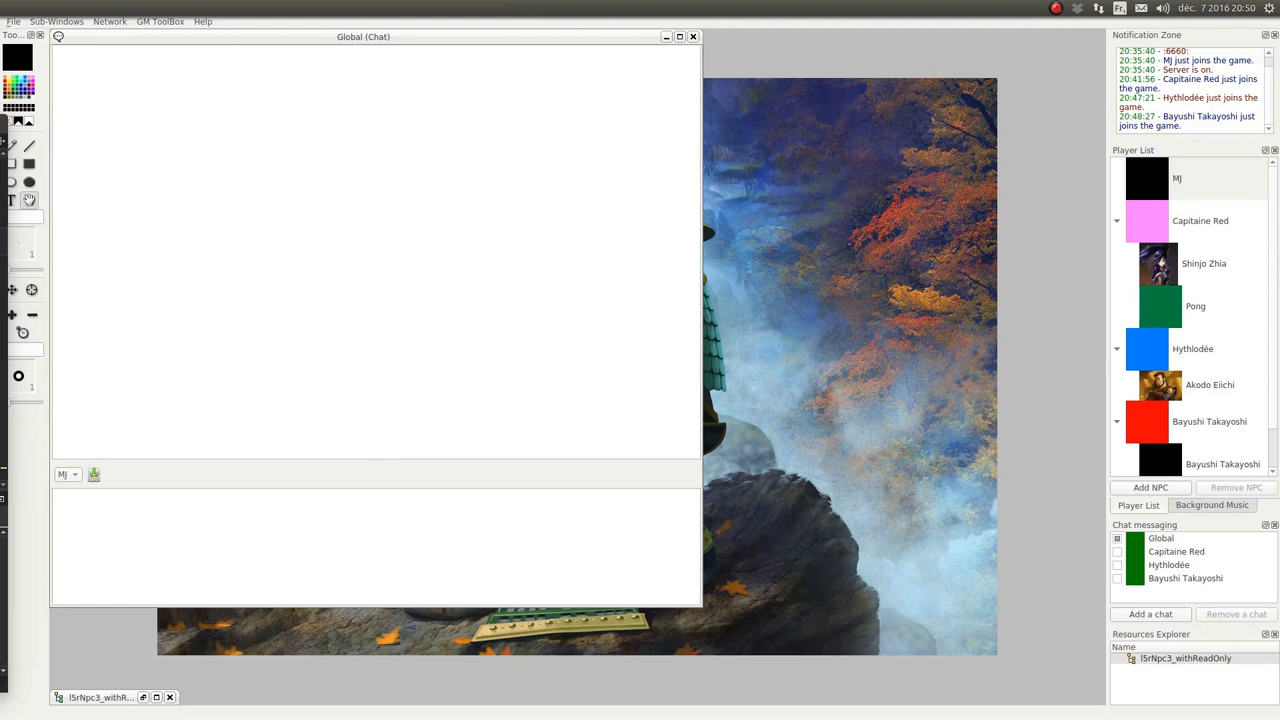 Fr, déc. 7 2016 20:50
File Sub-Windows Network GM ToolBox Help
Too...
Global (Chat)
Notification Zone
20:35:40 - :6660:
20:35:40 - MJ just joins the game.
20:35:40 - Server is on.
20:41:56 - Capitaine Red just joins
the game.
20:47:21 - Hythlodée just joins the
game.
20:48:27 - Bayushi Takayoshi just
joins the game.
Player List
MJ
Capitaine Red
Shinjo Zhia
Pong
Hythlodée
Akodo Eiichi
Bayushi Takayoshi
Bayushi Takayoshi
Add NPC Remove NPC
Player List Background Music
Chat messaging
Global
Capitaine Red
Hythlodée
Bayushi Takayoshi
Add a chat Remove a chat
Resources Explorer
Name
l5rNpc3_withReadOnly
T
1
1
MJ
l5rNpc3_withR...